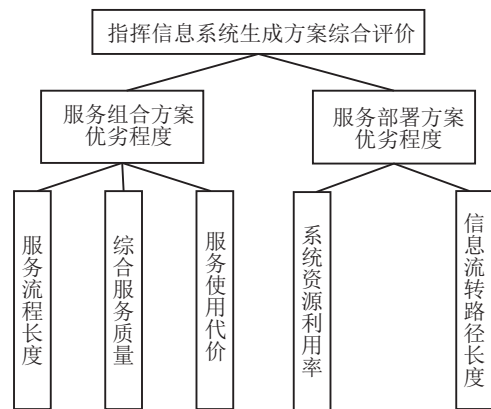 指挥信息系统生成方案综合评价
服务组合方案
优劣程度
服务部署方案
优劣程度
服务流程长度
综合服务质量
服务使用代价
系统资源利用率
信息流转路径长度